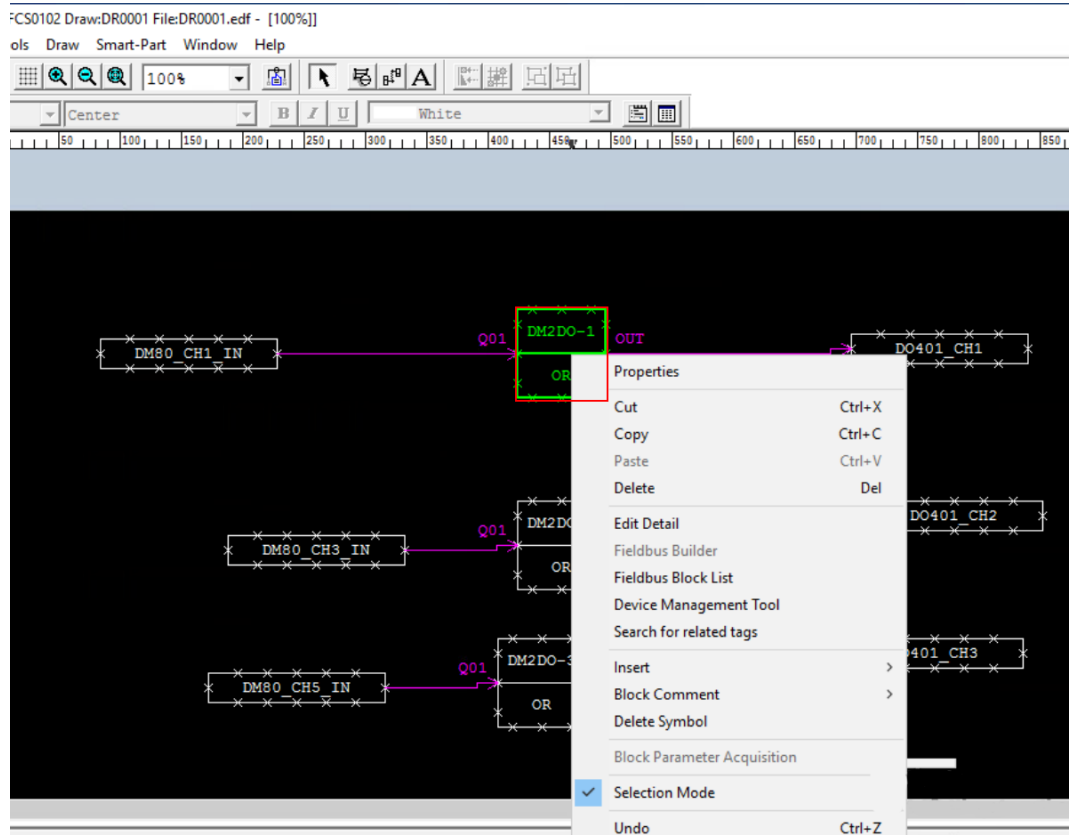 FCS0102 Draw:DR0001 File:DR0001.edf - [100%]]
ols Draw Smart-Part Window Help
100% A
Center B I U White
50 100 150 200 250 300 350 400 450 500 550 600 650 700 750 800 850
DM80_CH1_IN Q01 DM2DO-1 OUT DO401_CH1
OR
DM80_CH3_IN Q01 DM2DO DO401_CH2
OR
DM80_CH5_IN Q01 DM2DO-3 O401_CH3
OR
Properties
Cut Ctrl+X
Copy Ctrl+C
Paste Ctrl+V
Delete Del
Edit Detail
Fieldbus Builder
Fieldbus Block List
Device Management Tool
Search for related tags
Insert
Block Comment
Delete Symbol
Block Parameter Acquisition
Selection Mode
Undo Ctrl+Z